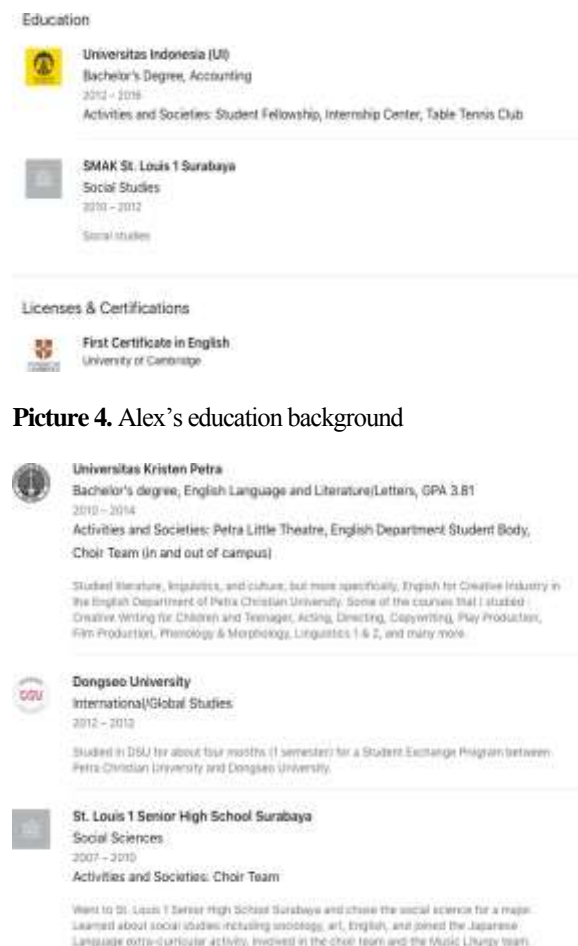 Education
Universitas Indonesia (UI)
Bachelor's Degree, Accounting
2012 – 2016
Activities and Societies: Student Fellowship, Internship Center, Table Tennis Club
SMAK St. Louis 1 Surabaya
Social Studies
2010 – 2012
Social studies
Licenses & Certifications
First Certificate in English
University of Cambridge
Picture 4. Alex's education background
Universitas Kristen Petra
Bachelor's degree, English Language and Literature/Letters, GPA 3.81
2010 – 2014
Activities and Societies: Petra Little Theatre, English Department Student Body,
Choir Team (in and out of campus)
Studied literature, linguistics, and culture, but more specifically, English for Creative Industry in
the English Department of Petra Christian University. Some of the courses that I studied
Creative Writing for Children and Teenager, Acting, Directing, Copywriting, Play Production,
Film Production, Phonology & Morphology, Linguistics 1 & 2, and many more.
DSU
Dongseo University
International/Global Studies
2012 – 2012
Studied in DSU for about four months (1 semester) for a Student Exchange Program between
Petra Christian University and Dongseo University.
St. Louis 1 Senior High School Surabaya
Social Sciences
2007 – 2010
Activities and Societies: Choir Team
Went to St. Louis 1 Senior High School Surabaya and chose the social science for a major.
Learned about social studies including sociology, art, English, and joined the Japanese
Language extra-curricular activity, involved in the choir team and the Music Liturgy team.